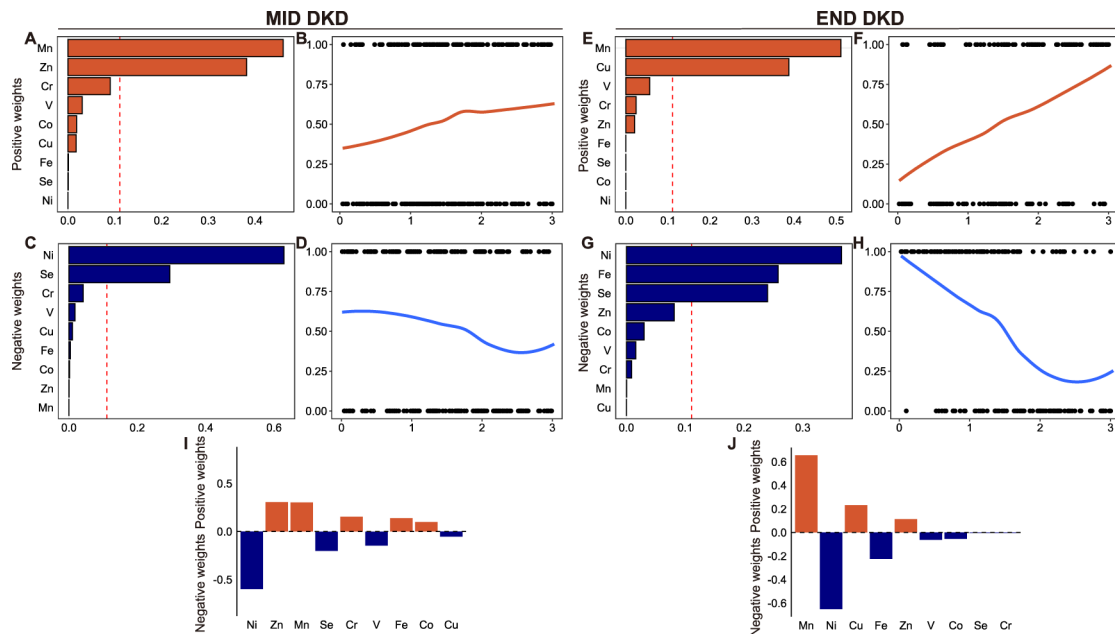 MID DKD
END DKD
A
Positive weights
Mn
Zn
Cr
V
Co
Cu
Fe
Se
Ni
0.0 0.1 0.2 0.3 0.4
B
1.00
0.75
0.50
0.25
0.00
0 1 2 3
E
Positive weights
Mn
Cu
V
Cr
Zn
Fe
Se
Co
Ni
0.0 0.1 0.2 0.3 0.4 0.5
F
1.00
0.75
0.50
0.25
0.00
0 1 2 3
C
Negative weights
Ni
Se
Cr
V
Cu
Fe
Co
Zn
Mn
0.0 0.2 0.4 0.6
D
1.00
0.75
0.50
0.25
0.00
0 1 2 3
G
Negative weights
Ni
Fe
Se
Zn
Co
V
Cr
Mn
Cu
0.0 0.1 0.2 0.3
H
1.00
0.75
0.50
0.25
0.00
0 1 2 3
I
Negative weights Positive weights
0.5
0.0
-0.5
Ni Zn Mn Se Cr V Fe Co Cu
J
Negative weights Positive weights
0.6
0.4
0.2
0.0
-0.2
-0.4
-0.6
Mn Ni Cu Fe Zn V Co Se Cr